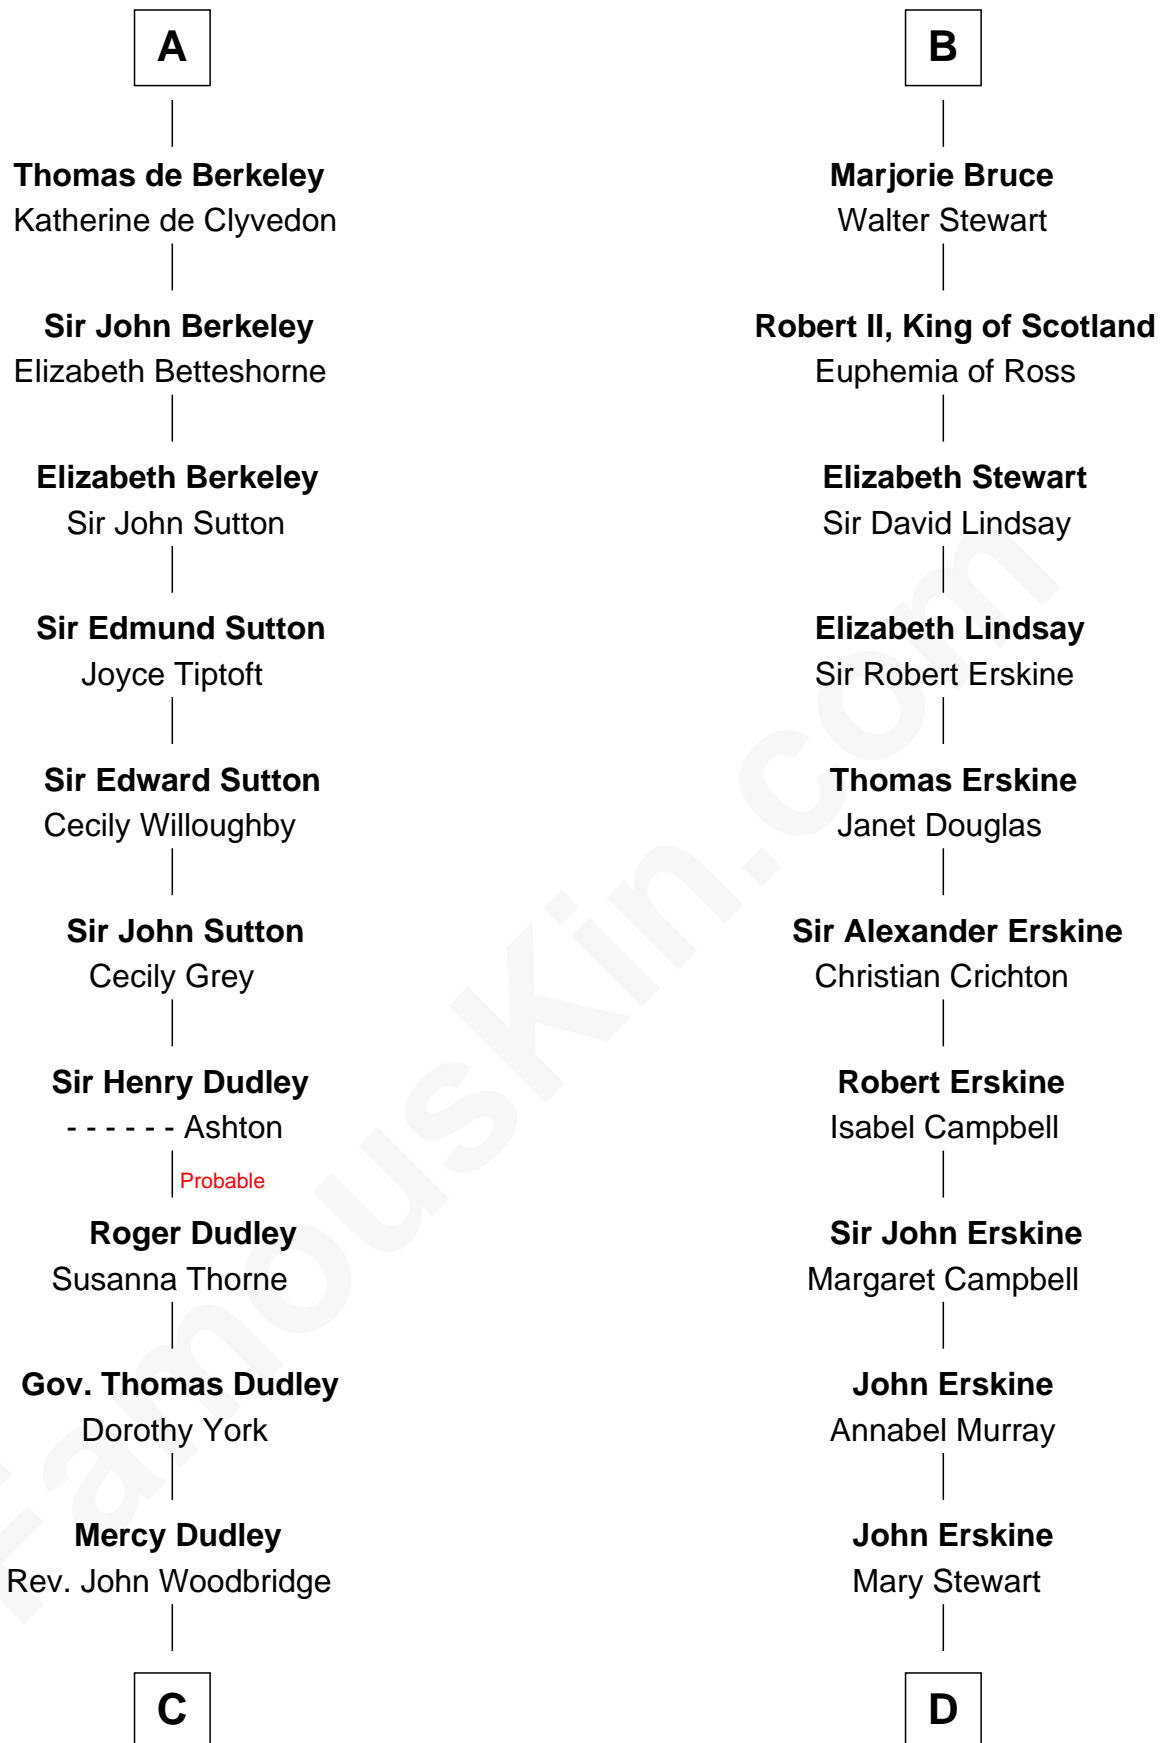 A
Thomas de Berkeley
Katherine de Clyvedon
Sir John Berkeley
Elizabeth Betteshorne
Elizabeth Berkeley
Sir John Sutton
Sir Edmund Sutton
Joyce Tiptoft
Sir Edward Sutton
Cecily Willoughby
Sir John Sutton
Cecily Grey
Sir Henry Dudley
- - - - - - Ashton
Probable
Roger Dudley
Susanna Thorne
Gov. Thomas Dudley
Dorothy York
Mercy Dudley
Rev. John Woodbridge
C
B
Marjorie Bruce
Walter Stewart
Robert II, King of Scotland
Euphemia of Ross
Elizabeth Stewart
Sir David Lindsay
Elizabeth Lindsay
Sir Robert Erskine
Thomas Erskine
Janet Douglas
Sir Alexander Erskine
Christian Crichton
Robert Erskine
Isabel Campbell
Sir John Erskine
Margaret Campbell
John Erskine
Annabel Murray
John Erskine
Mary Stewart
D
FamousKin.com